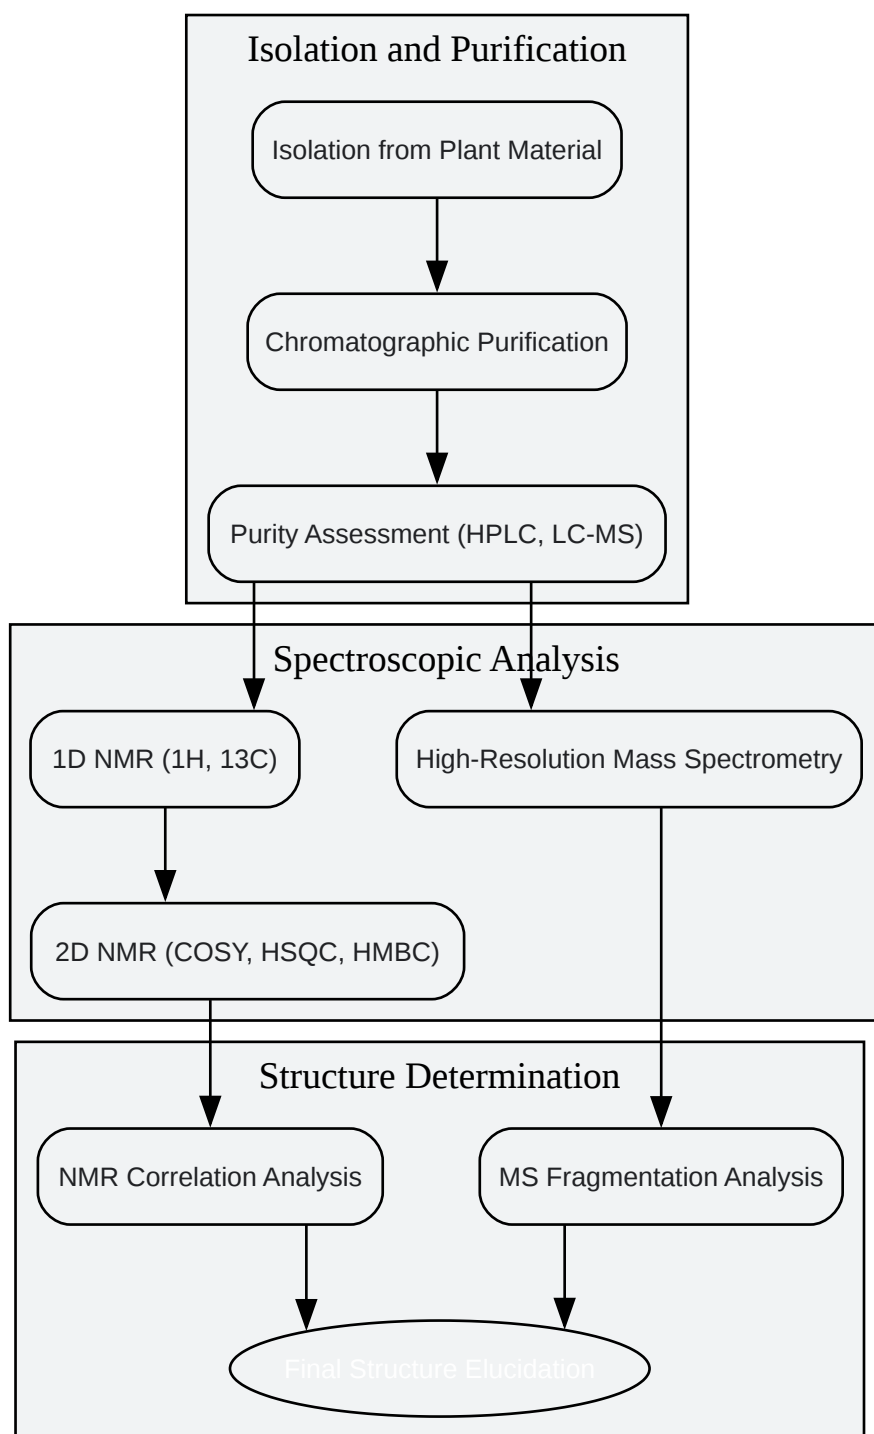 Isolation and Purification
Isolation from Plant Material
Chromatographic Purification
Purity Assessment (HPLC, LC-MS)
Spectroscopic Analysis
1D NMR (1H, 13C)
High-Resolution Mass Spectrometry
2D NMR (COSY, HSQC, HMBC)
Structure Determination
NMR Correlation Analysis
MS Fragmentation Analysis
Final Structure Elucidation